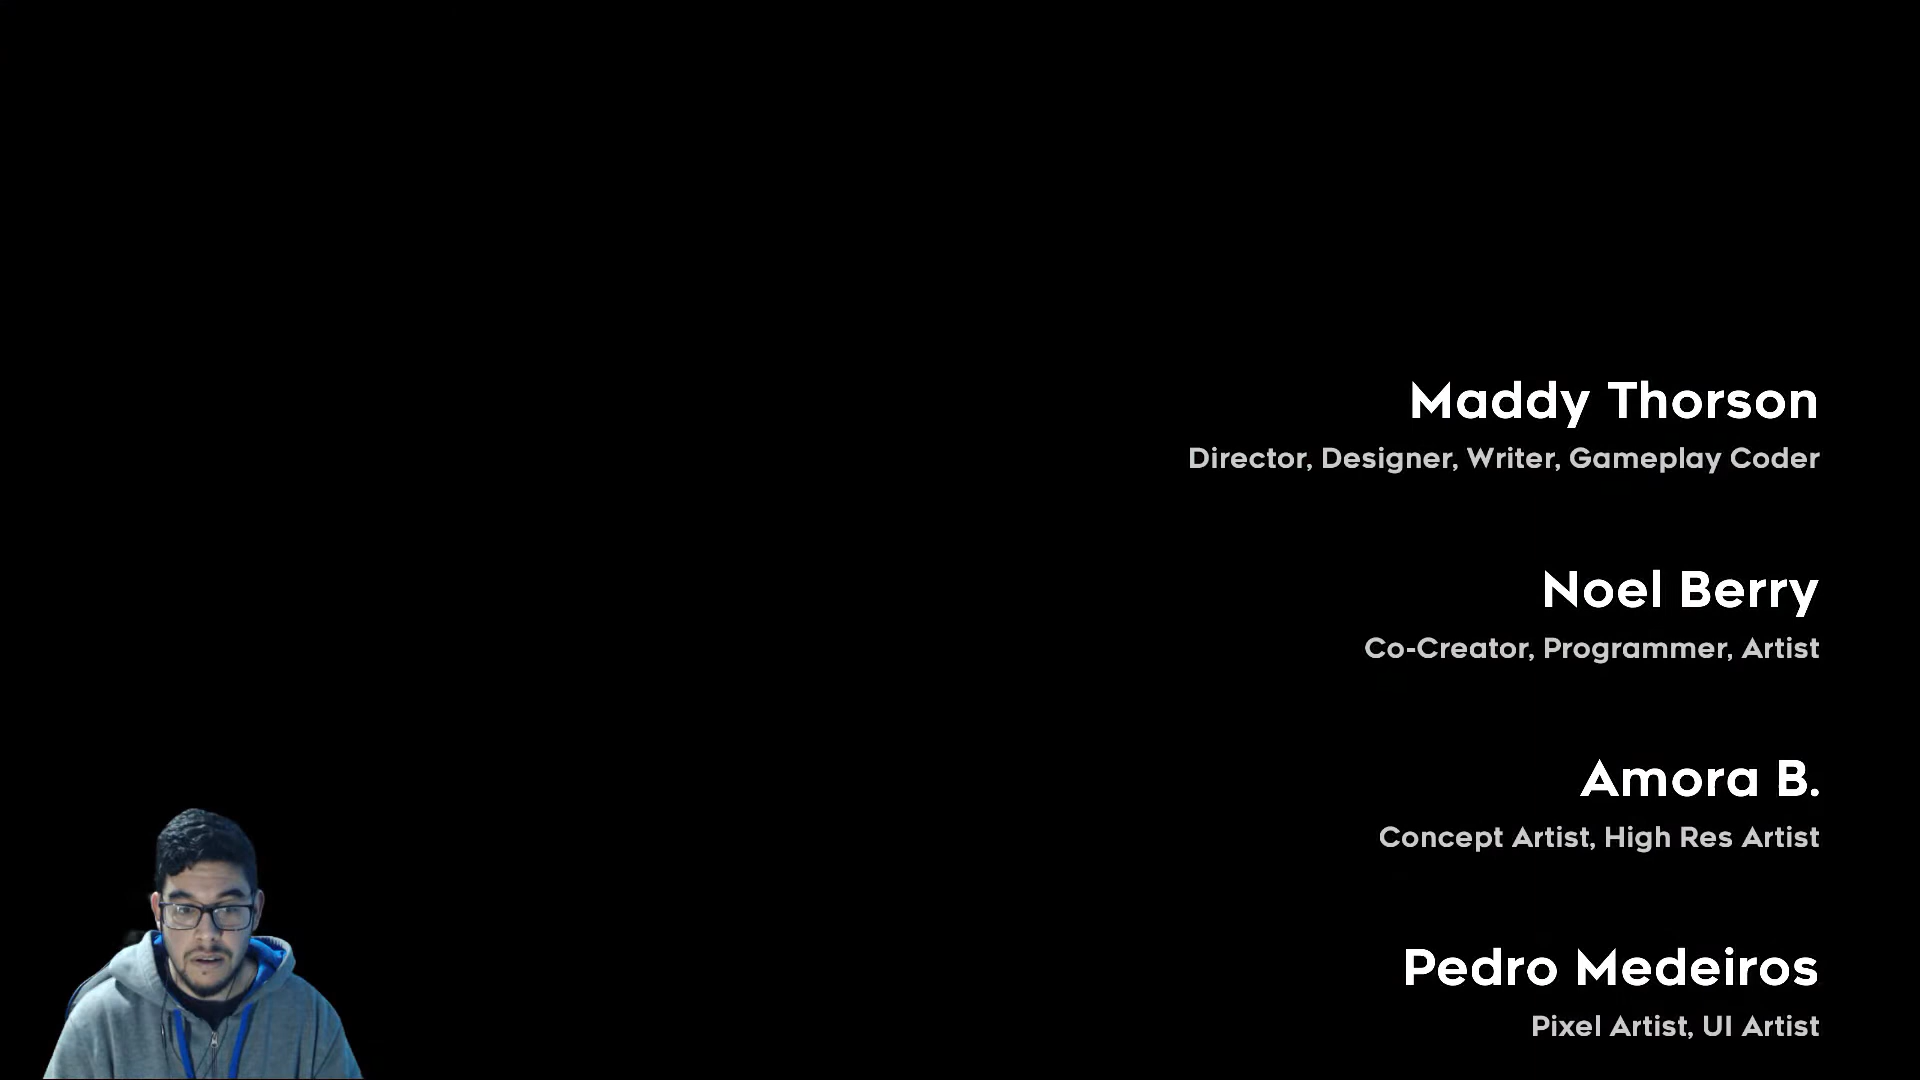 Maddy Thorson
Director, Designer, Writer, Gameplay Coder
Noel Berry
Co-Creator, Programmer, Artist
Amora B.
Concept Artist, High Res Artist
Pedro Medeiros
Pixel Artist, UI Artist